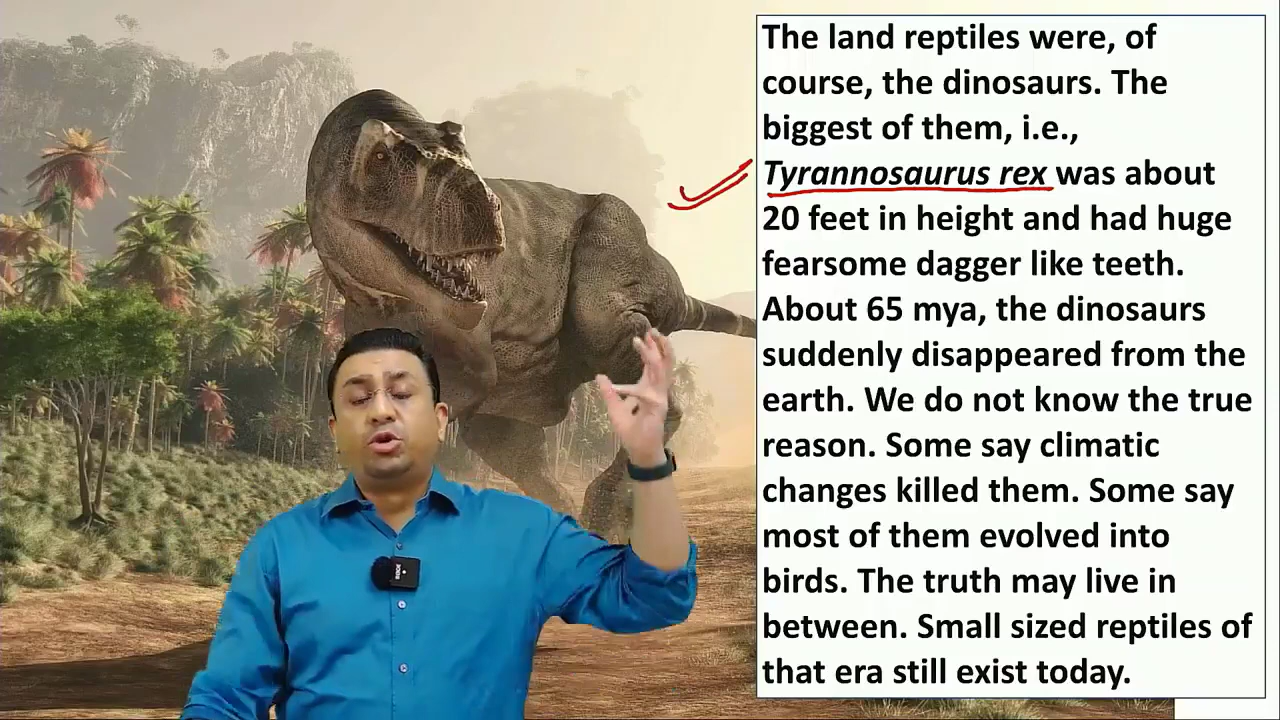 The land reptiles were, of
course, the dinosaurs. The
biggest of them, i.e.,
Tyrannosaurus rex was about
20 feet in height and had huge
fearsome dagger like teeth.
About 65 mya, the dinosaurs
suddenly disappeared from the
earth. We do not know the true
reason. Some say climatic
changes killed them. Some say
most of them evolved into
birds. The truth may live in
between. Small sized reptiles of
that era still exist today.